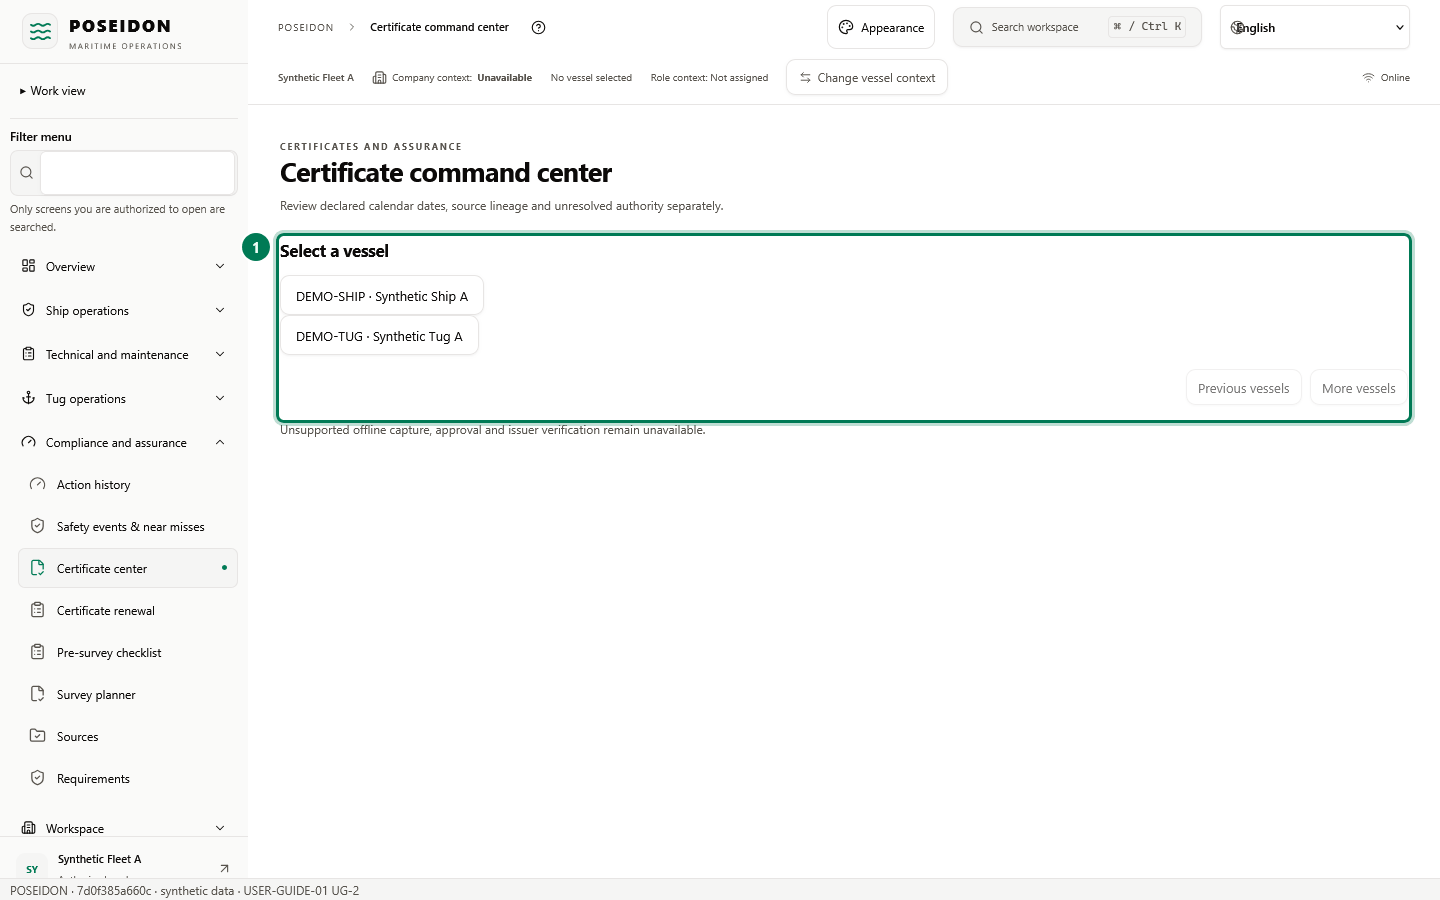 POSEIDON
MARITIME OPERATIONS
Work view
Filter menu
Only screens you are authorized to open are
searched.
Overview
Ship operations
Technical and maintenance
Tug operations
Compliance and assurance
Action history
Safety events & near misses
Certificate center
Certificate renewal
Pre-survey checklist
Survey planner
Sources
Requirements
Workspace
SY
Synthetic Fleet A
POSEIDON
Certificate command center
Appearance
Search workspace
⌘ / Ctrl K
English
Synthetic Fleet A
Company context: Unavailable
No vessel selected
Role context: Not assigned
Change vessel context
Online
CERTIFICATES AND ASSURANCE
Certificate command center
Review declared calendar dates, source lineage and unresolved authority separately.
1
Select a vessel
DEMO-SHIP · Synthetic Ship A
DEMO-TUG · Synthetic Tug A
Previous vessels
More vessels
Unsupported offline capture, approval and issuer verification remain unavailable.
POSEIDON · 7d0f385a660c · synthetic data · USER-GUIDE-01 UG-2